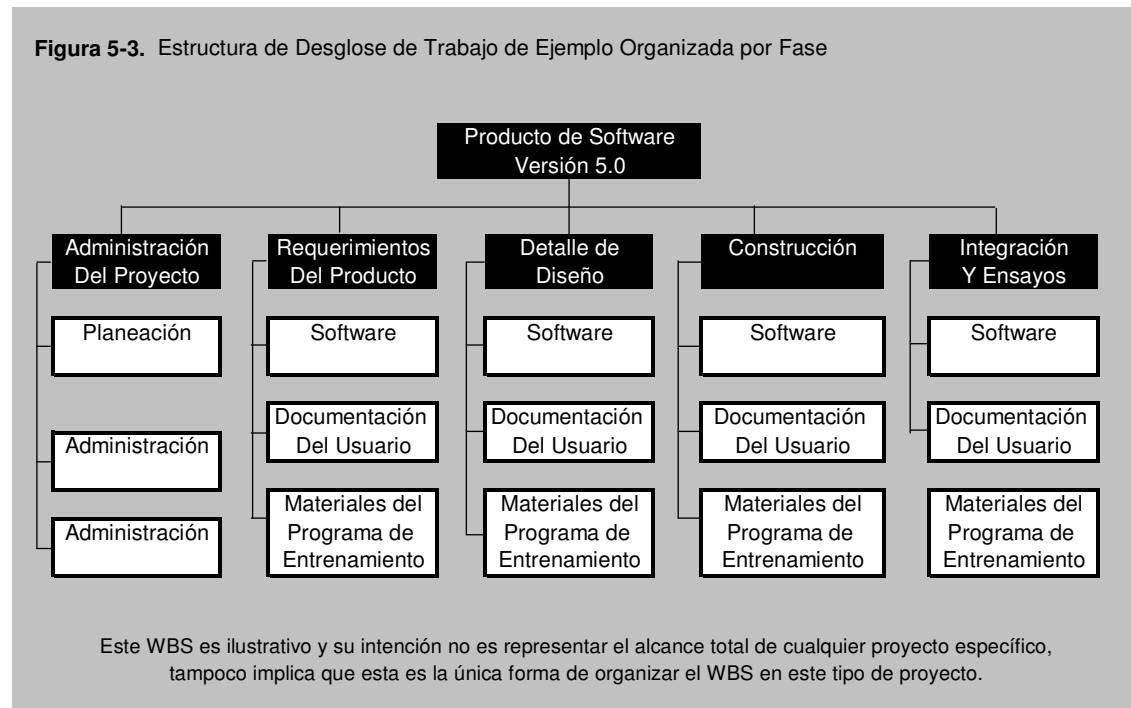 Figura 5-3. Estructura de Desglose de Trabajo de Ejemplo Organizada por Fase
Producto de Software
Versión 5.0
Administración
Del Proyecto
Planeación
Administración
Administración
Requerimientos
Del Producto
Software
Documentación
Del Usuario
Materiales del
Programa de
Entrenamiento
Detalle de
Diseño
Software
Documentación
Del Usuario
Materiales del
Programa de
Entrenamiento
Construcción
Software
Documentación
Del Usuario
Materiales del
Programa de
Entrenamiento
Integración
Y Ensayos
Software
Documentación
Del Usuario
Materiales del
Programa de
Entrenamiento
Este WBS es ilustrativo y su intención no es representar el alcance total de cualquier proyecto específico,
tampoco implica que esta es la única forma de organizar el WBS en este tipo de proyecto.